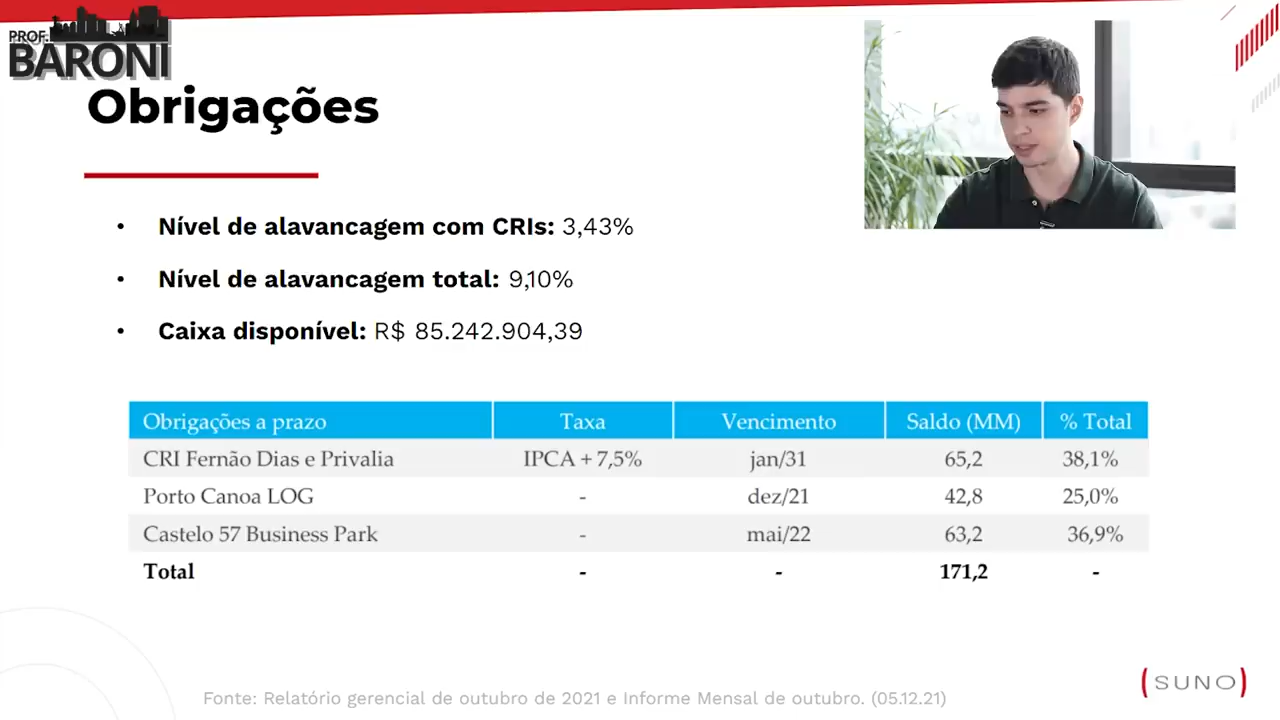 PROF.
BARONI
Obrigações
• Nível de alavancagem com CRIs: 3,43%
• Nível de alavancagem total: 9,10%
• Caixa disponível: R$ 85.242.904,39
Obrigações a prazo Taxa Vencimento Saldo (MM) % Total
CRI Fernão Dias e Privalia IPCA + 7,5% jan/31 65,2 38,1%
Porto Canoa LOG - dez/21 42,8 25,0%
Castelo 57 Business Park - mai/22 63,2 36,9%
Total - - 171,2 -
Fonte: Relatório gerencial de outubro de 2021 e Informe Mensal de outubro. (05.12.21)
(SUNO)